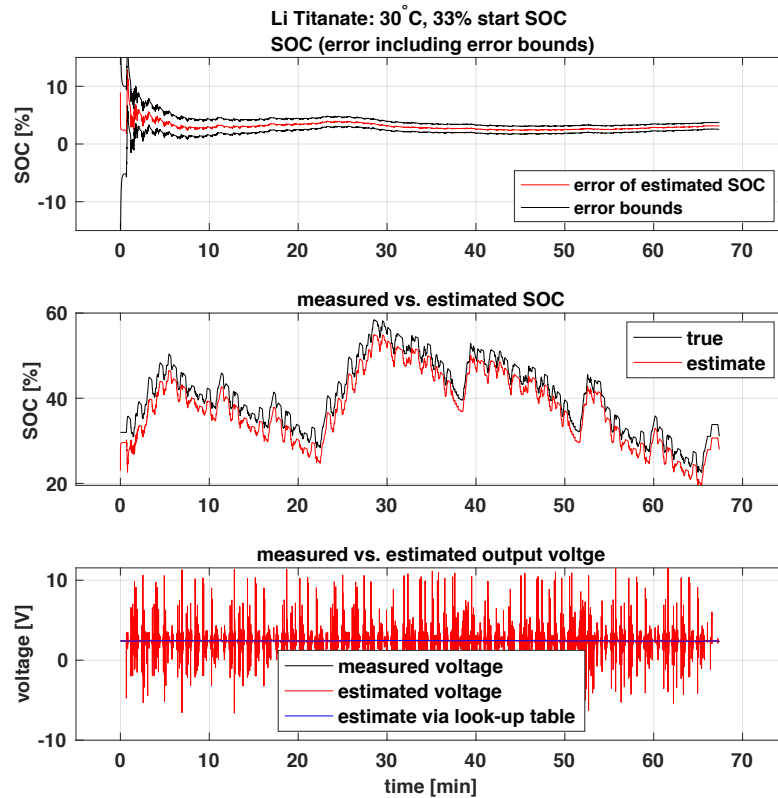 Li Titanate: 30°C, 33% start SOC
SOC (error including error bounds)
SOC [%]
10
0
-10
error of estimated SOC
error bounds
0 10 20 30 40 50 60 70
measured vs. estimated SOC
SOC [%]
60
40
20
true
estimate
0 10 20 30 40 50 60 70
measured vs. estimated output voltge
voltage [V]
10
0
-10
measured voltage
estimated voltage
estimate via look-up table
0 10 20 30 40 50 60 70
time [min]